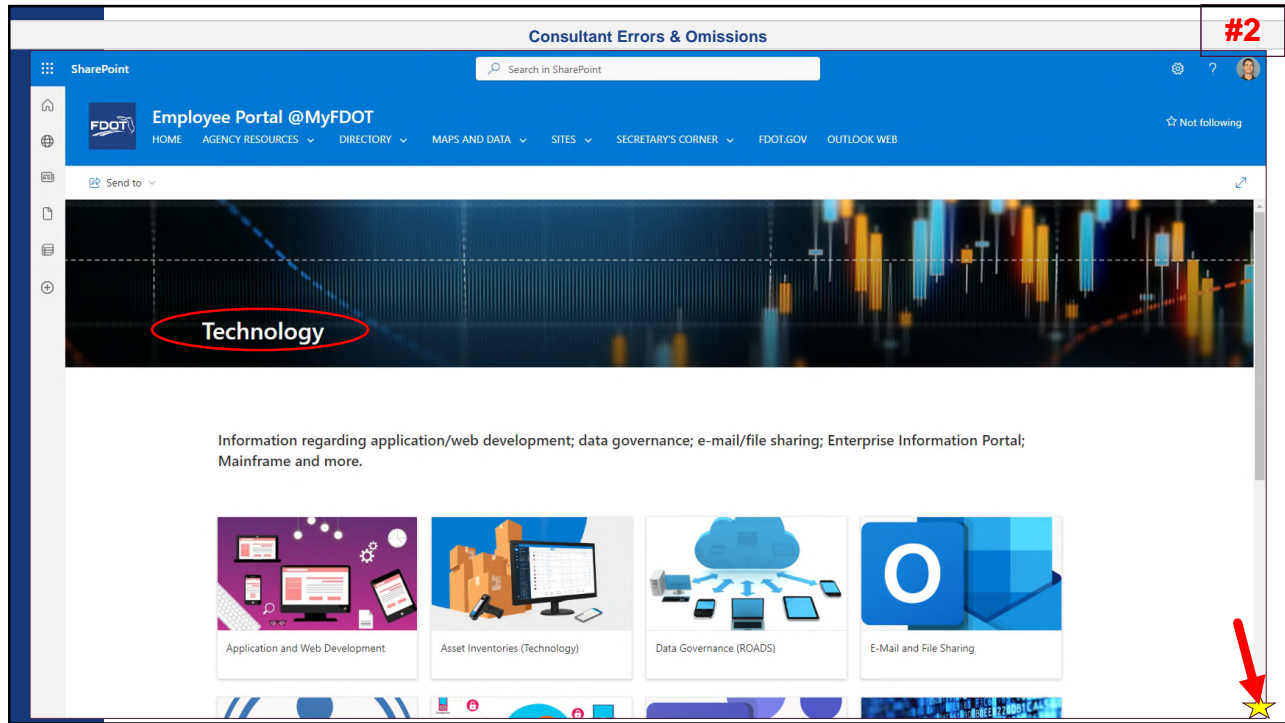 Consultant Errors & Omissions
#2
SharePoint
Search in SharePoint
?
FDOT
Employee Portal @MyFDOT
HOME AGENCY RESOURCES DIRECTORY MAPS AND DATA SITES SECRETARY'S CORNER FDOT.GOV OUTLOOK WEB
Not following
Send to
Technology
Information regarding application/web development; data governance; e-mail/file sharing; Enterprise Information Portal;
Mainframe and more.
O
Application and Web Development
Asset Inventories (Technology)
Data Governance (ROADS)
E-Mail and File Sharing